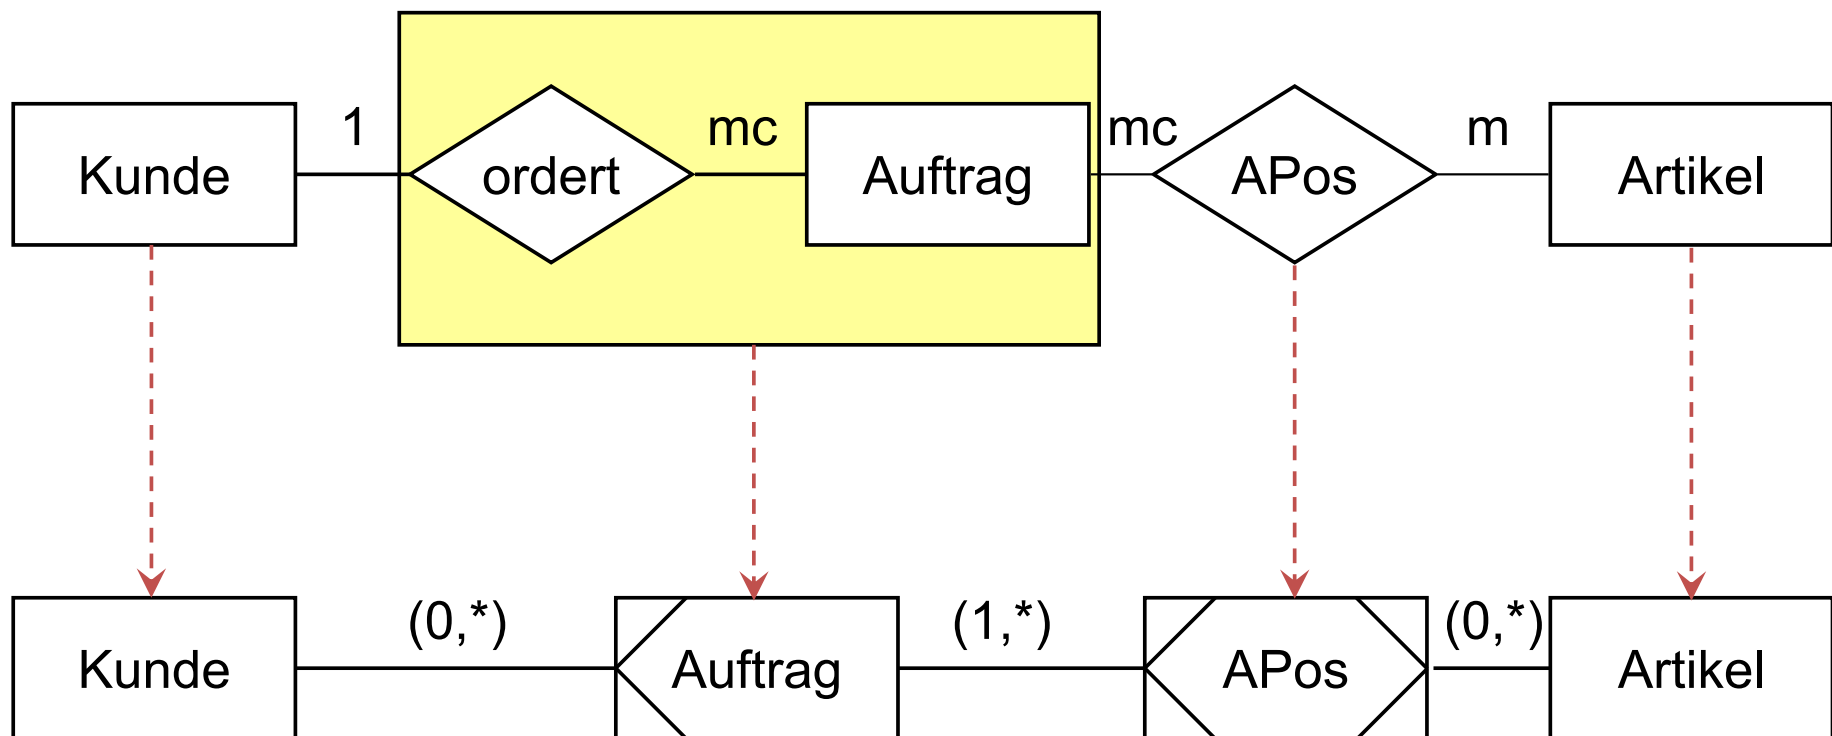 1 mc mc m
Kunde ordert Auftrag APos Artikel
(0,*) (1,*) (0,*)
Kunde Auftrag APos Artikel